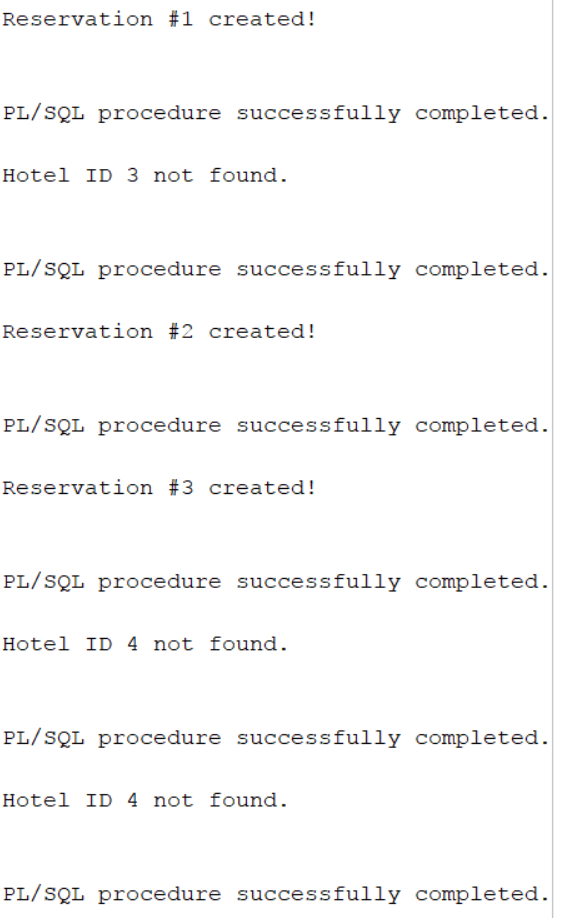 Reservation #1 created!
PL/SQL procedure successfully completed.
Hotel ID 3 not found.
PL/SQL procedure successfully completed.
Reservation #2 created!
PL/SQL procedure successfully completed.
Reservation #3 created!
PL/SQL procedure successfully completed.
Hotel ID 4 not found.
PL/SQL procedure successfully completed.
Hotel ID 4 not found.
PL/SQL procedure successfully completed.